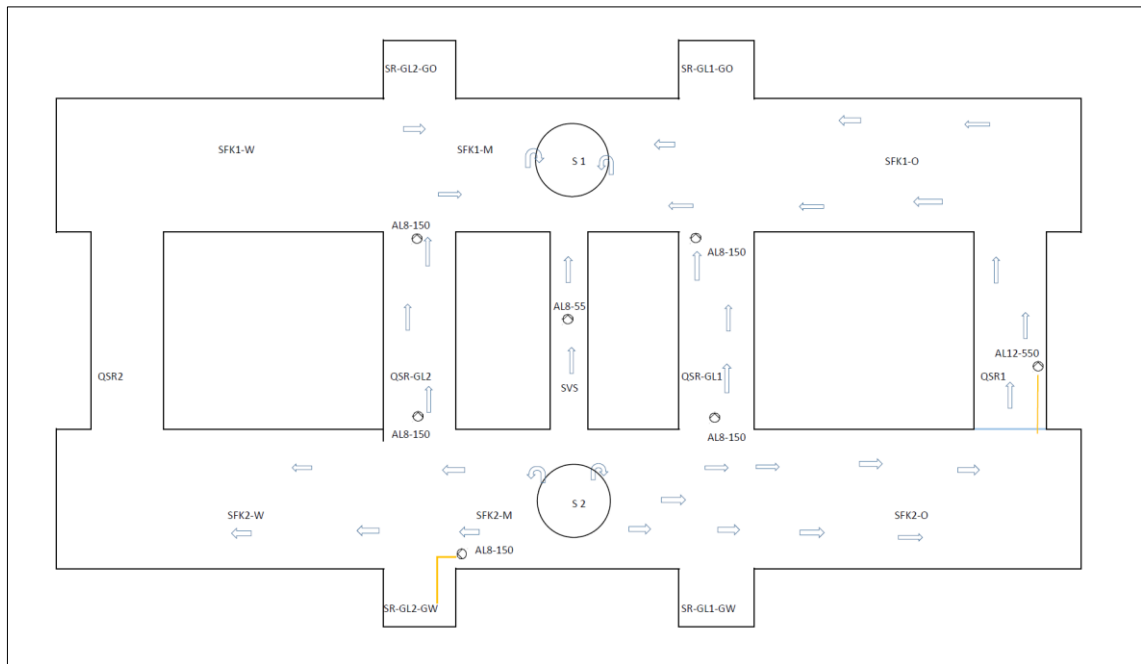 SR-GL2-GO
SR-GL1-GO
SFK1-W
SFK1-M
S 1
SFK1-O
AL8-150
AL8-150
AL8-55
AL12-550
QSR2
QSR-GL2
SVS
QSR-GL1
QSR1
AL8-150
AL8-150
S 2
SFK2-W
SFK2-M
SFK2-O
AL8-150
SR-GL2-GW
SR-GL1-GW